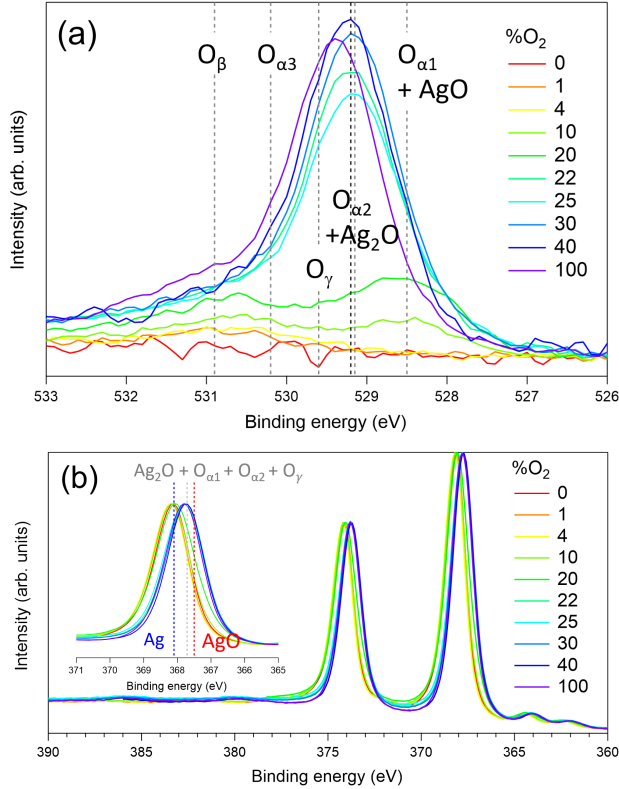 (a)
Oβ
Oα3
Oα1
+ AgO
Oα2
+Ag2O
Oγ
%O2
0
1
4
10
20
22
25
30
40
100
Intensity (arb. units)
533 532 531 530 529 528 527 526
Binding energy (eV)
(b)
Ag2O + Oα1 + Oα2 + Oγ
Ag
AgO
371 370 369 368 367 366 365
Binding energy (eV)
%O2
0
1
4
10
20
22
25
30
40
100
Intensity (arb. units)
390 385 380 375 370 365 360
Binding energy (eV)